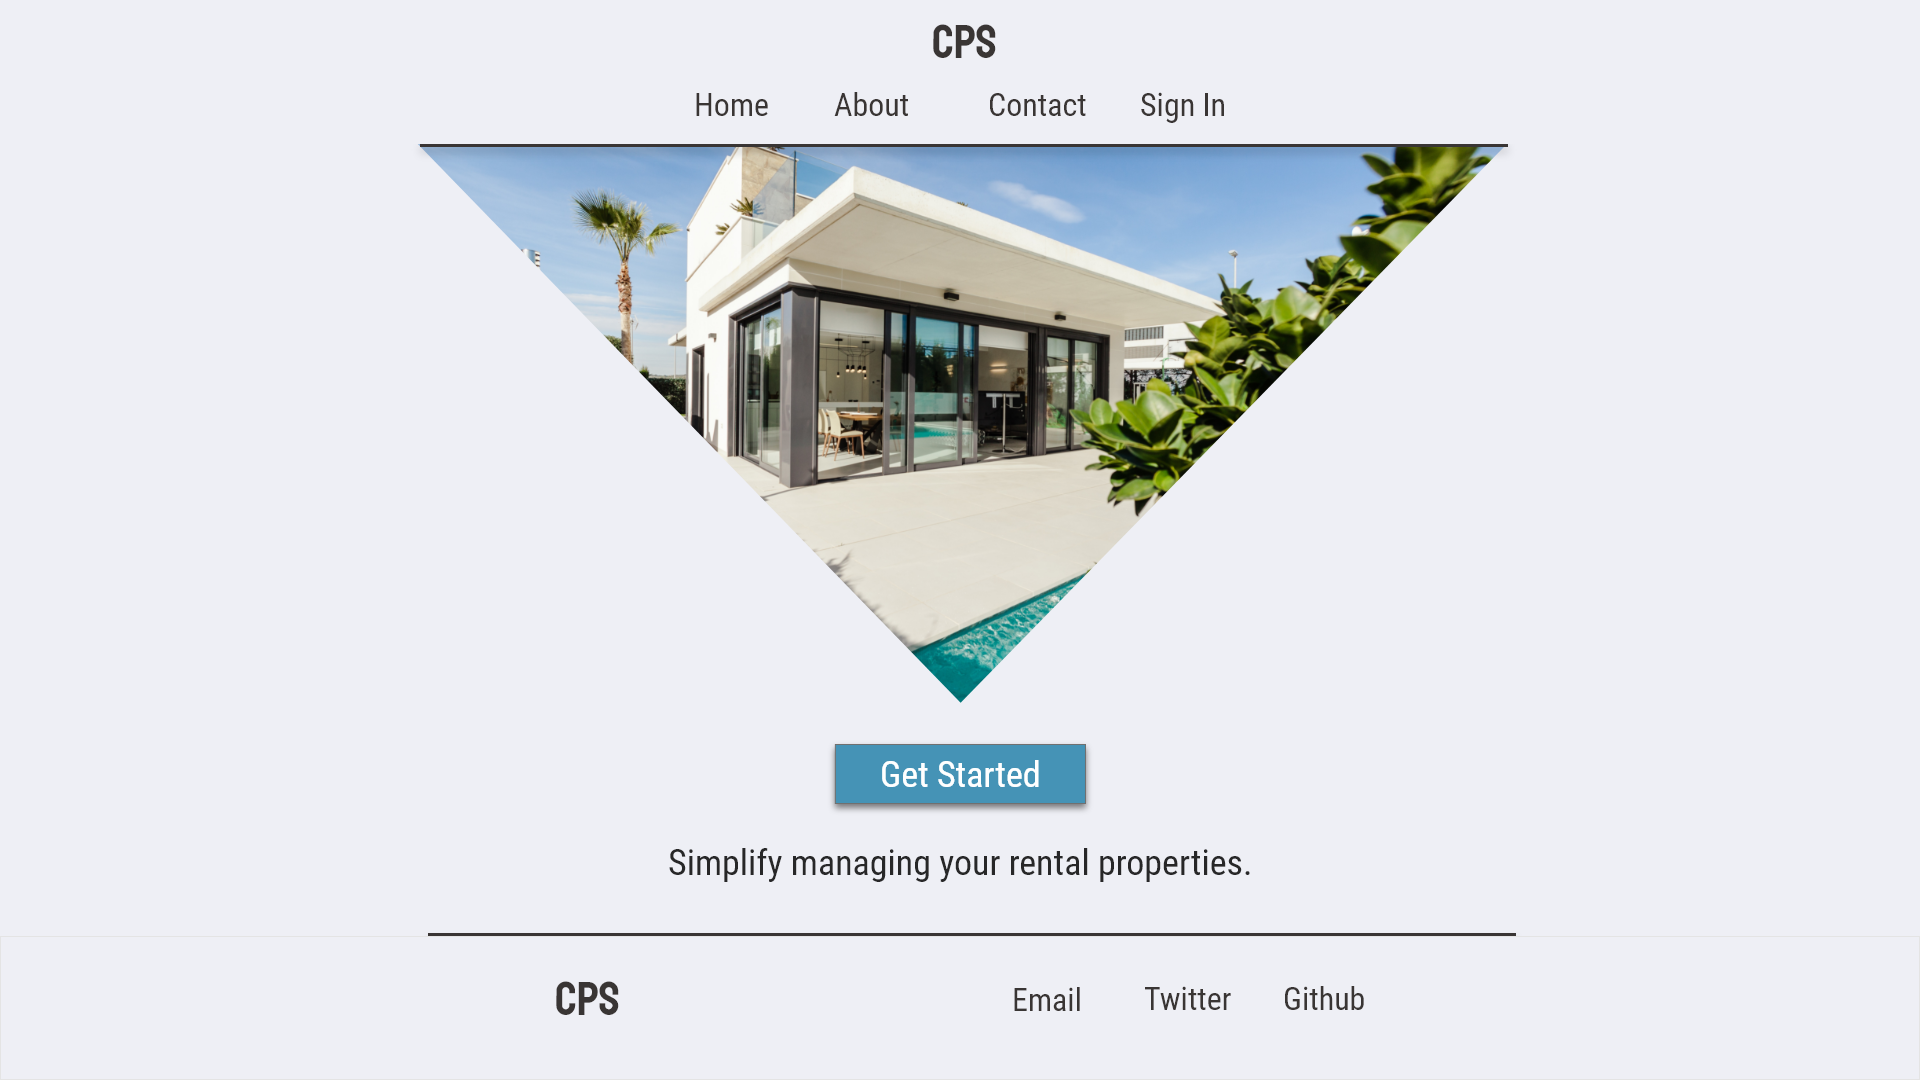 CPS
Home About Contact Sign In
Get Started
Simplify managing your rental properties.
CPS Email Twitter Github